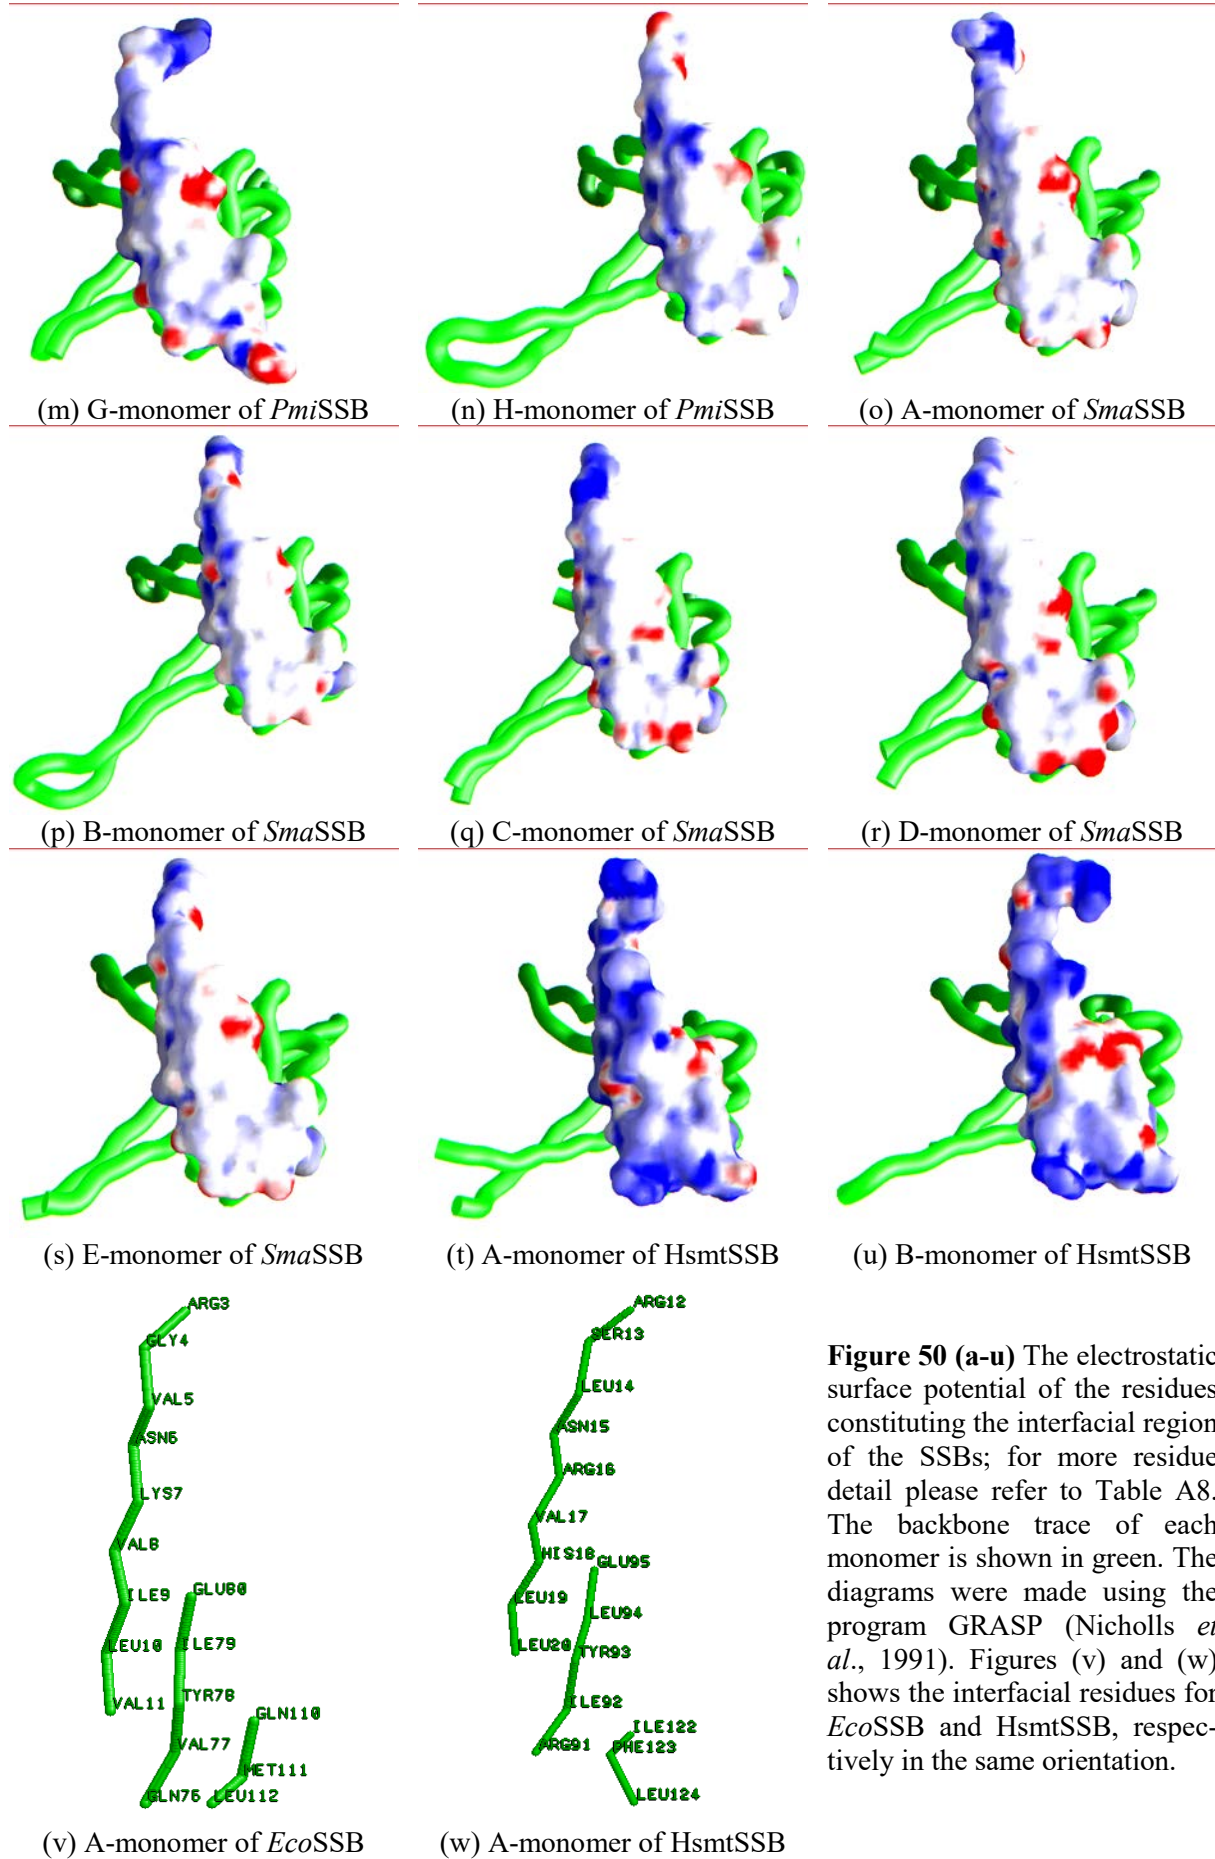 (m) G-monomer of PmiSSB
(n) H-monomer of PmiSSB
(o) A-monomer of SmaSSB
(p) B-monomer of SmaSSB
(q) C-monomer of SmaSSB
(r) D-monomer of SmaSSB
(s) E-monomer of SmaSSB
(t) A-monomer of HsmtSSB
(u) B-monomer of HsmtSSB
ARG3
GLY4
VAL5
ASN6
LYS7
VAL8
ILE9
LEU10
VAL11
GLU80
ILE79
TYR78
VAL77
GLN76
GLN110
MET111
LEU112
(v) A-monomer of EcoSSB
ARG12
SER13
LEU14
ASN15
ARG16
VAL17
HIS18
LEU19
LEU20
GLU95
LEU94
TYR93
ILE92
ARG91
ILE122
PHE123
LEU124
(w) A-monomer of HsmtSSB
Figure 50 (a-u) The electrostatic
surface potential of the residues
constituting the interfacial region
of the SSBs; for more residue
detail please refer to Table A8.
The backbone trace of each
monomer is shown in green. The
diagrams were made using the
program GRASP (Nicholls et
al., 1991). Figures (v) and (w)
shows the interfacial residues for
EcoSSB and HsmtSSB, respec-
tively in the same orientation.